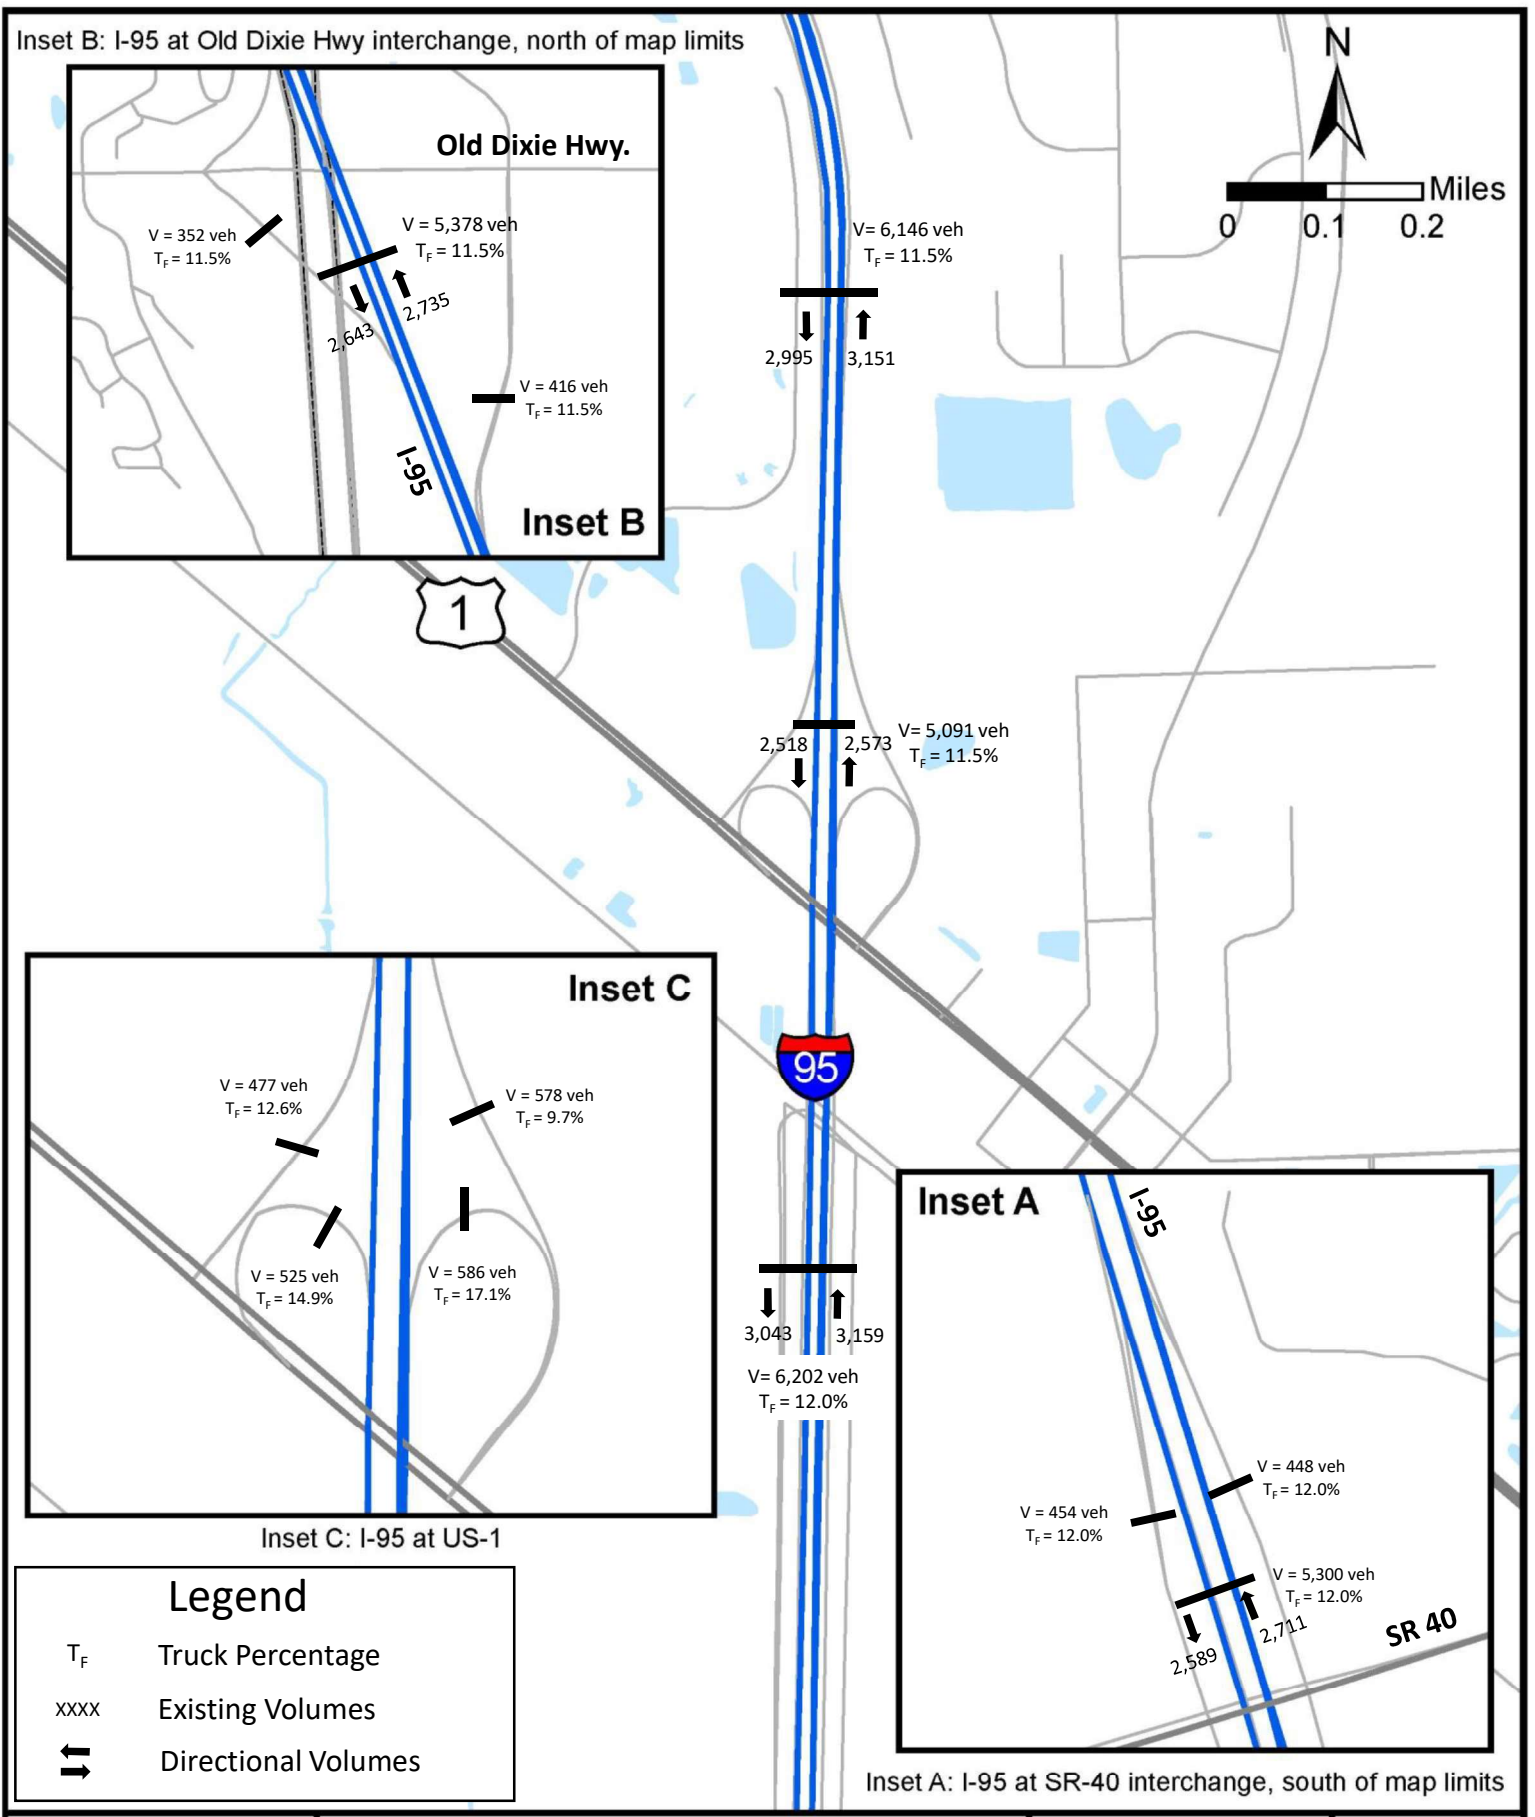 Inset B: I-95 at Old Dixie Hwy interchange, north of map limits
N
Miles
0 0.1 0.2
Old Dixie Hwy.
V = 352 veh
TF = 11.5%
V = 5,378 veh
TF = 11.5%
2,643
2,735
V = 416 veh
TF = 11.5%
I-95
Inset B
V= 6,146 veh
TF = 11.5%
2,995
3,151
1
2,518
2,573
V= 5,091 veh
TF = 11.5%
95
3,043
3,159
V= 6,202 veh
TF = 12.0%
Inset C
V = 477 veh
TF = 12.6%
V = 578 veh
TF = 9.7%
V = 525 veh
TF = 14.9%
V = 586 veh
TF = 17.1%
Inset C: I-95 at US-1
Inset A
I-95
V = 448 veh
TF = 12.0%
V = 454 veh
TF = 12.0%
V = 5,300 veh
TF = 12.0%
2,589
2,711
SR 40
Inset A: I-95 at SR-40 interchange, south of map limits
Legend
TF Truck Percentage
XXXX Existing Volumes
Directional Volumes